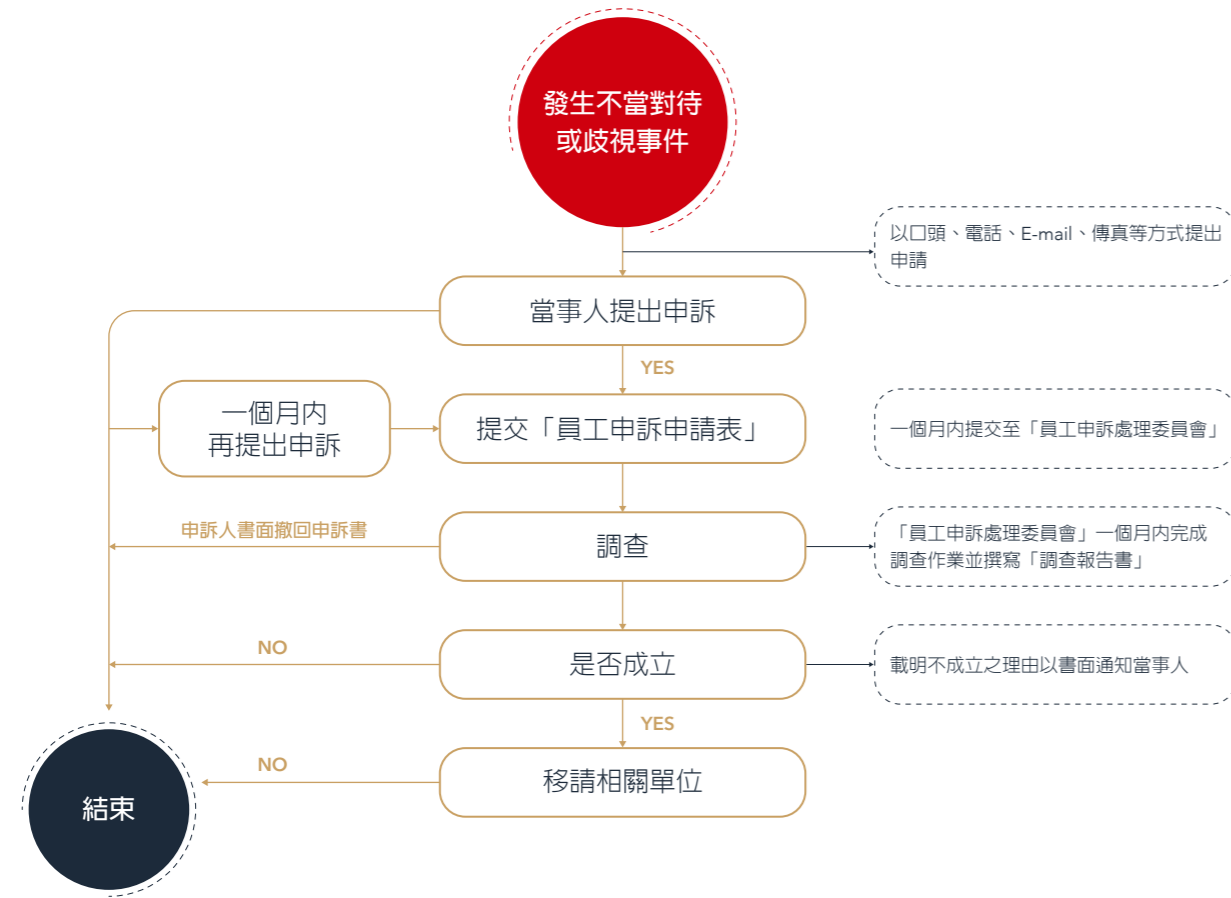 發生不當對待
或歧視事件
以口頭、電話、E-mail、傳真等方式提出
申請
當事人提出申訴
YES
一個月內
再提出申訴
提交「員工申訴申請表」
一個月內提交至「員工申訴處理委員會」
申訴人書面撤回申訴書
調查
「員工申訴處理委員會」一個月內完成
調查作業並撰寫「調查報告書」
NO
是否成立
載明不成立之理由以書面通知當事人
YES
NO
移請相關單位
結束